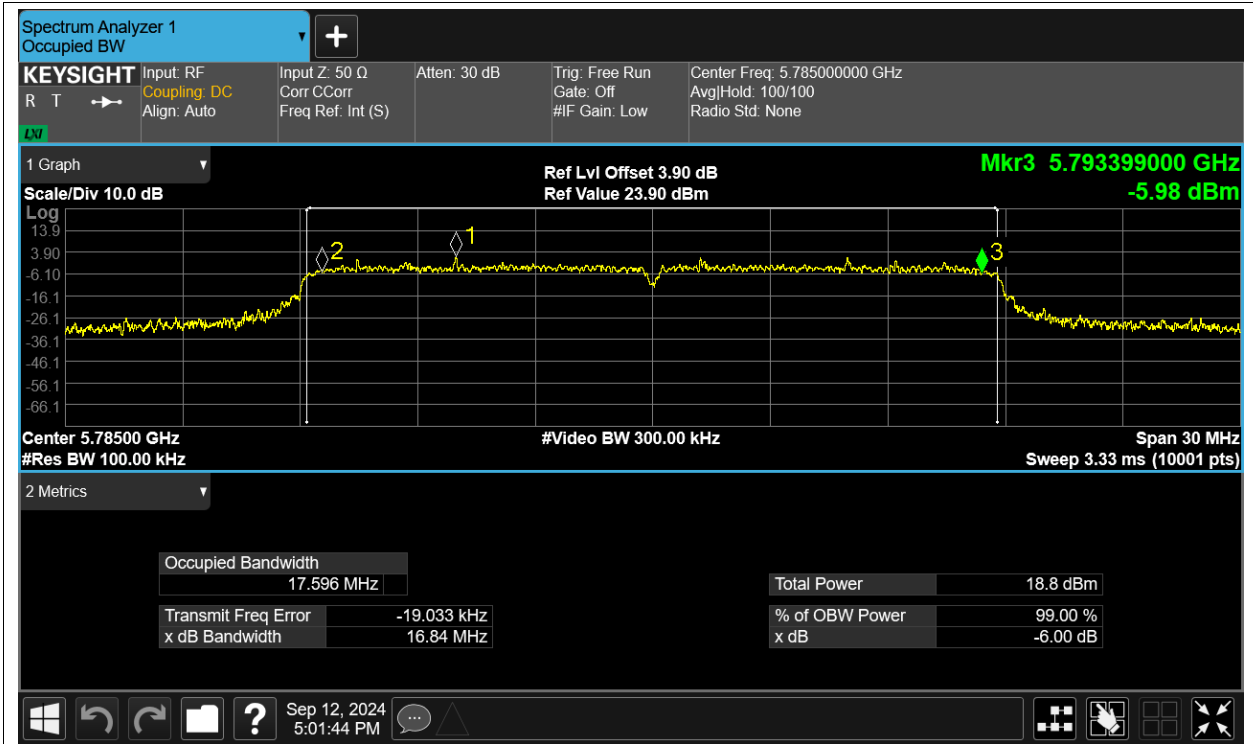 Spectrum Analyzer 1
Occupied BW
+
KEYSIGHT
R T
LXI
Input: RF
Coupling: DC
Align: Auto
Input Z: 50 Ω
Corr CCorr
Freq Ref: Int (S)
Atten: 30 dB
Trig: Free Run
Gate: Off
#IF Gain: Low
Center Freq: 5.785000000 GHz
Avg|Hold: 100/100
Radio Std: None
1 Graph
Scale/Div 10.0 dB
Ref Lvl Offset 3.90 dB
Ref Value 23.90 dBm
Mkr3 5.793399000 GHz
-5.98 dBm
Log
13.9
3.90
-6.10
-16.1
-26.1
-36.1
-46.1
-56.1
-66.1
2
1
3
Center 5.78500 GHz
#Res BW 100.00 kHz
#Video BW 300.00 kHz
Span 30 MHz
Sweep 3.33 ms (10001 pts)
2 Metrics
Occupied Bandwidth
17.596 MHz
Transmit Freq Error -19.033 kHz
x dB Bandwidth 16.84 MHz
Total Power 18.8 dBm
% of OBW Power 99.00 %
x dB -6.00 dB
?
Sep 12, 2024
5:01:44 PM